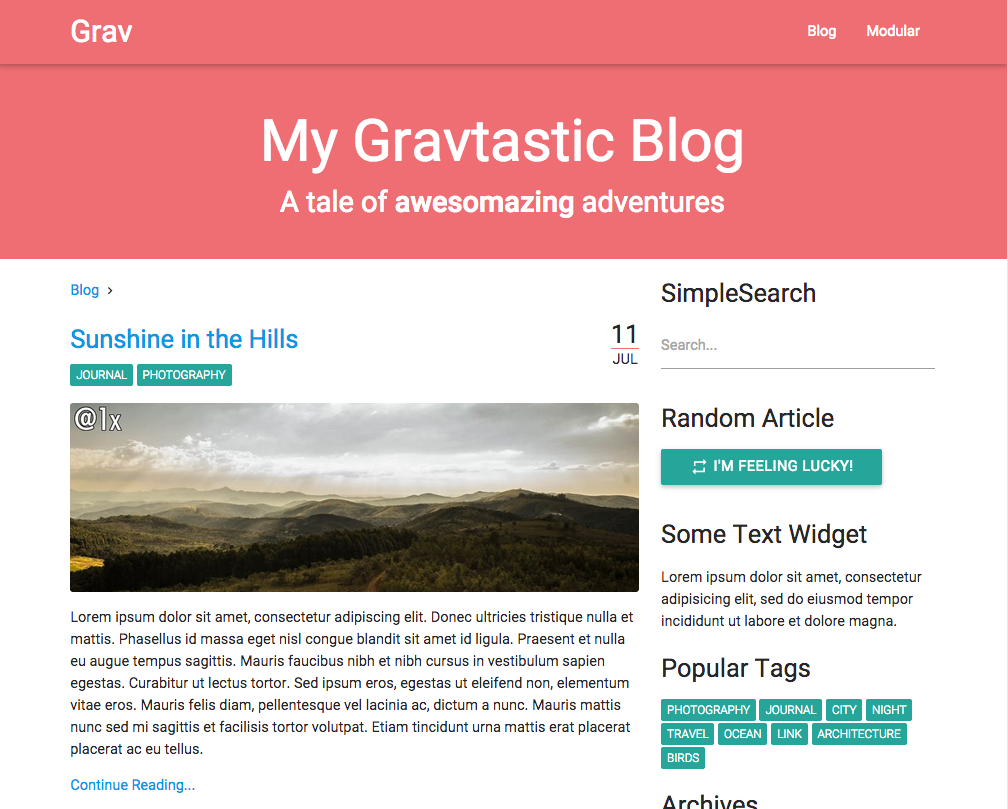 Grav
Blog
Modular
My Gravtastic Blog
A tale of awesomazing adventures
Blog ›
Sunshine in the Hills
11
JUL
JOURNAL
PHOTOGRAPHY
@1x
Lorem ipsum dolor sit amet, consectetur adipiscing elit. Donec ultricies tristique nulla et
mattis. Phasellus id massa eget nisl congue blandit sit amet id ligula. Praesent et nulla
eu augue tempus sagittis. Mauris faucibus nibh et nibh cursus in vestibulum sapien
egestas. Curabitur ut lectus tortor. Sed ipsum eros, egestas ut eleifend non, elementum
vitae eros. Mauris felis diam, pellentesque vel lacinia ac, dictum a nunc. Mauris mattis
nunc sed mi sagittis et facilisis tortor volutpat. Etiam tincidunt urna mattis erat placerat
placerat ac eu tellus.
Continue Reading...
SimpleSearch
Search...
Random Article
I'M FEELING LUCKY!
Some Text Widget
Lorem ipsum dolor sit amet, consectetur
adipisicing elit, sed do eiusmod tempor
incididunt ut labore et dolore magna.
Popular Tags
PHOTOGRAPHY JOURNAL CITY NIGHT
TRAVEL OCEAN LINK ARCHITECTURE
BIRDS
Archives